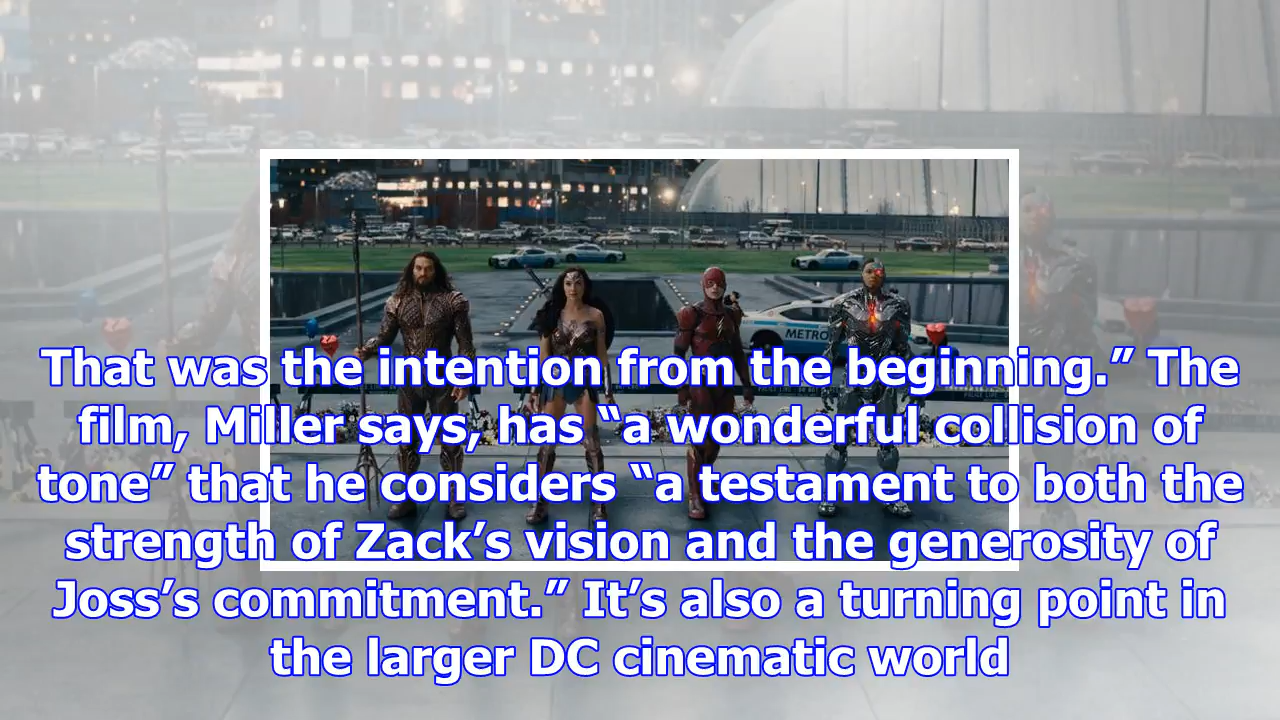 METRO
That was the intention from the beginning.” The
film, Miller says, has “a wonderful collision of
tone” that he considers “a testament to both the
strength of Zack’s vision and the generosity of
Joss’s commitment.” It’s also a turning point in
the larger DC cinematic world